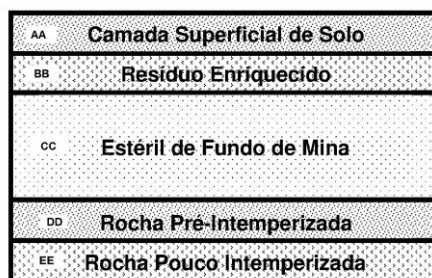 AA Camada Superficial de Solo
BB Resíduo Enriquecido
CC Estéril de Fundo de Mina
DD Rocha Pré-Intemperizada
EE Rocha Pouco Intemperizada